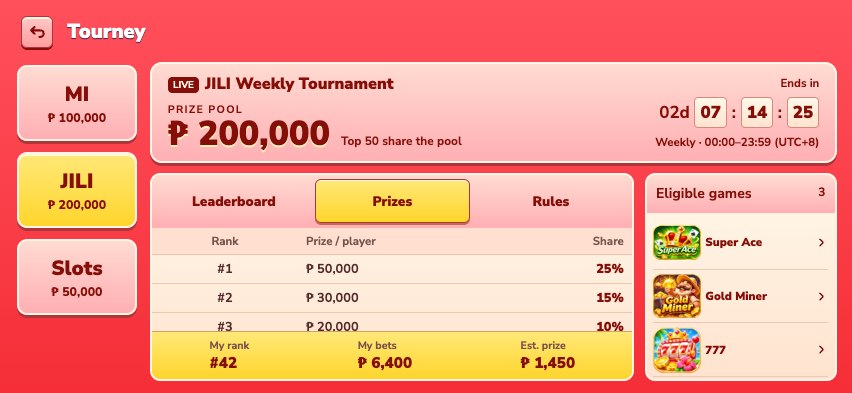 Tourney
MI
₱ 100,000
JILI
₱ 200,000
Slots
₱ 50,000
LIVE JILI Weekly Tournament
PRIZE POOL
₱ 200,000 Top 50 share the pool
Ends in
02d 07 : 14 : 25
Weekly · 00:00–23:59 (UTC+8)
Leaderboard Prizes Rules
Rank Prize / player Share
#1 ₱ 50,000 25%
#2 ₱ 30,000 15%
#3 ₱ 20,000 10%
My rank My bets Est. prize
#42 ₱ 6,400 ₱ 1,450
Eligible games 3
Super Ace Super Ace
Gold Miner Gold Miner
777 777